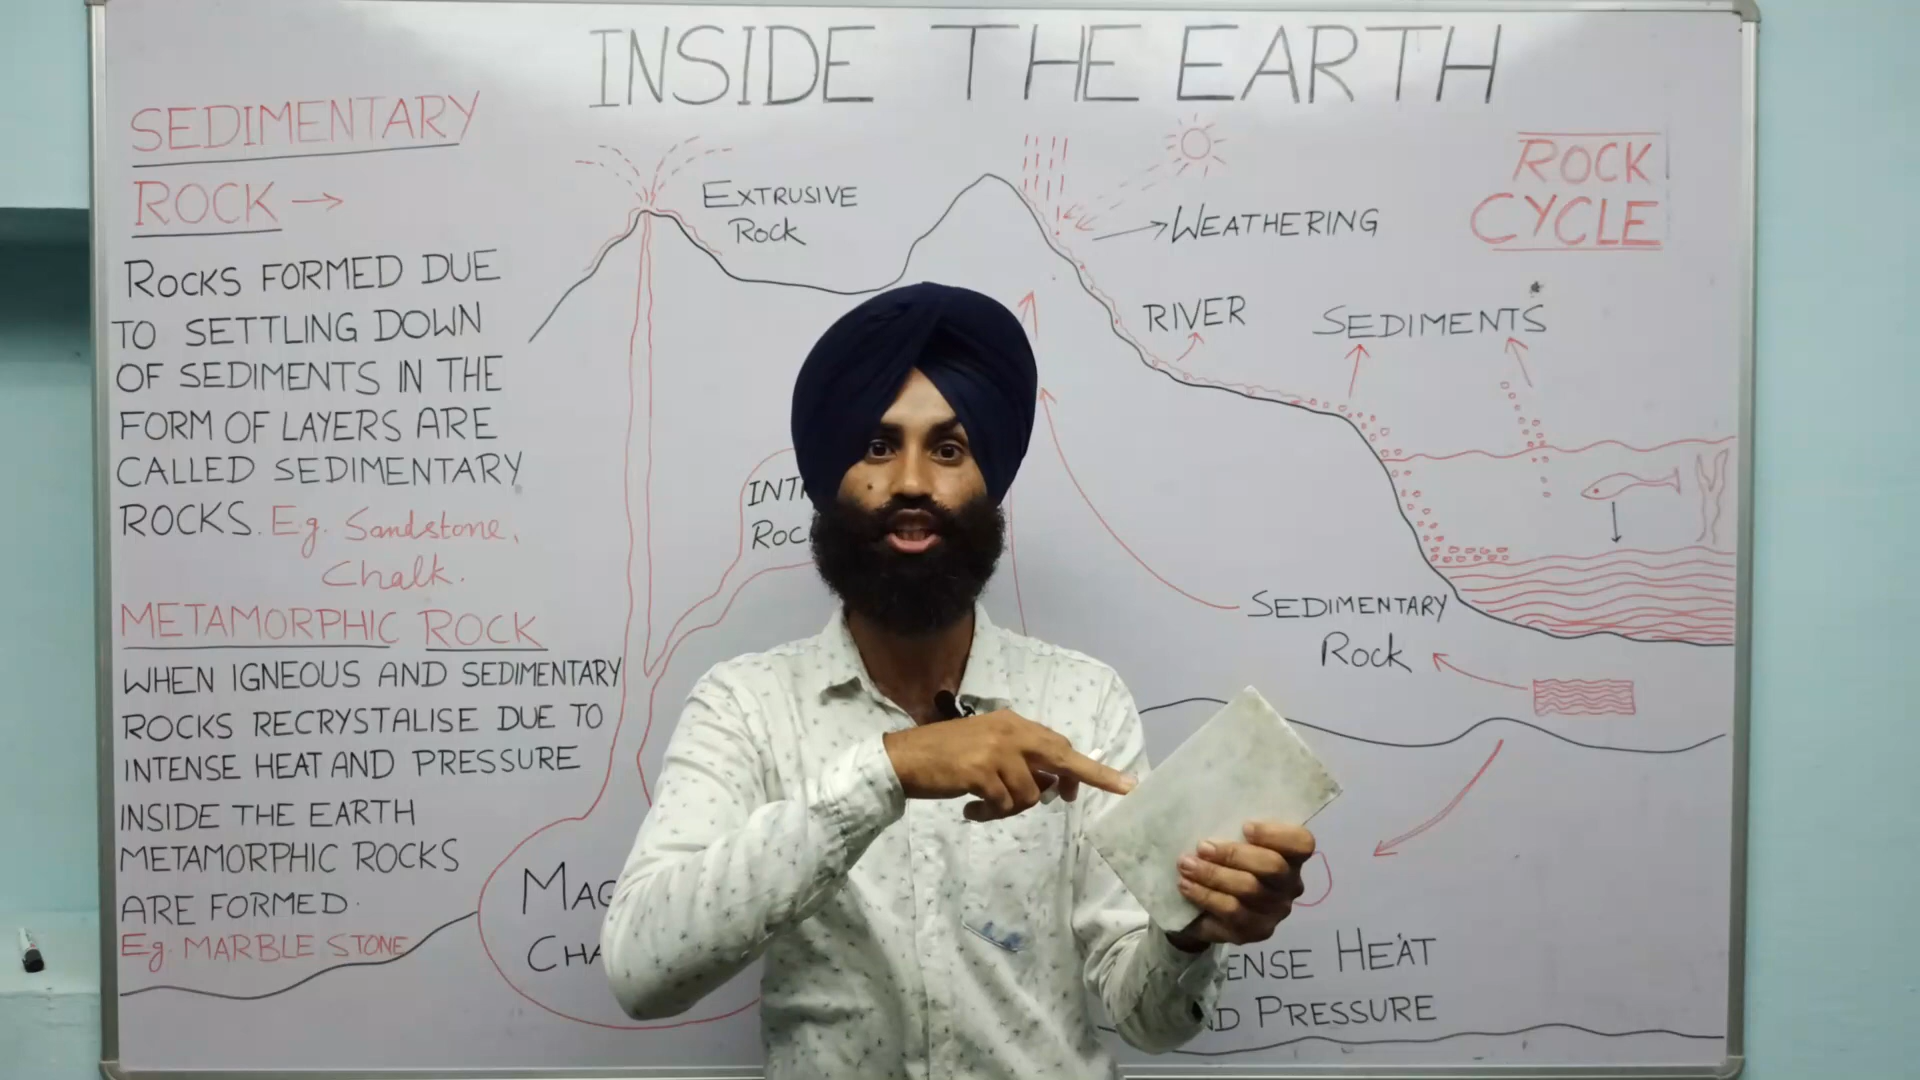 INSIDE THE EARTH
SEDIMENTARY
ROCK →
ROCKS FORMED DUE
TO SETTLING DOWN
OF SEDIMENTS IN THE
FORM OF LAYERS ARE
CALLED SEDIMENTARY
ROCKS. E.g. Sandstone,
Chalk.
METAMORPHIC ROCK
WHEN IGNEOUS AND SEDIMENTARY
ROCKS RECRYSTALISE DUE TO
INTENSE HEAT AND PRESSURE
INSIDE THE EARTH
METAMORPHIC ROCKS
ARE FORMED.
Eg. MARBLE STONE
EXTRUSIVE
ROCK
WEATHERING
ROCK
CYCLE
RIVER
SEDIMENTS
SEDIMENTARY
ROCK
HEAT
PRESSURE